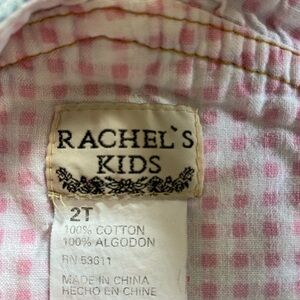 RACHEL`S
KIDS
2T
100% COTTON
100% ALGODON
RN 53611
MADE IN CHINA
HECHO EN CHINE